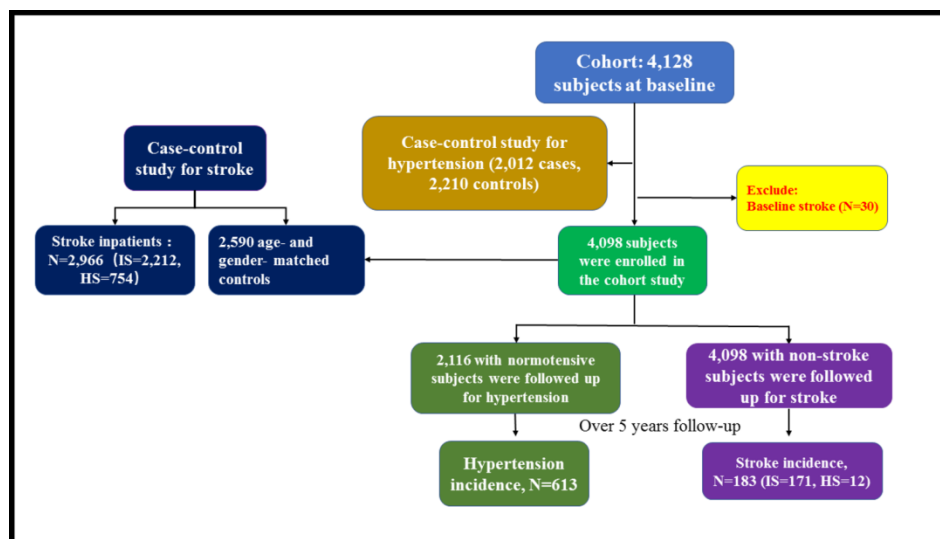 Cohort: 4,128
subjects at baseline
Case-control study for
hypertension (2,012 cases,
2,210 controls)
Case-control
study for stroke
Exclude:
Baseline stroke (N=30)
Stroke inpatients :
N=2,966（IS=2,212,
HS=754）
2,590 age- and
gender- matched
controls
4,098 subjects
were enrolled in
the cohort study
2,116 with normotensive
subjects were followed up
for hypertension
4,098 with non-stroke
subjects were followed
up for stroke
Over 5 years follow-up
Hypertension
incidence, N=613
Stroke incidence,
N=183 (IS=171, HS=12)